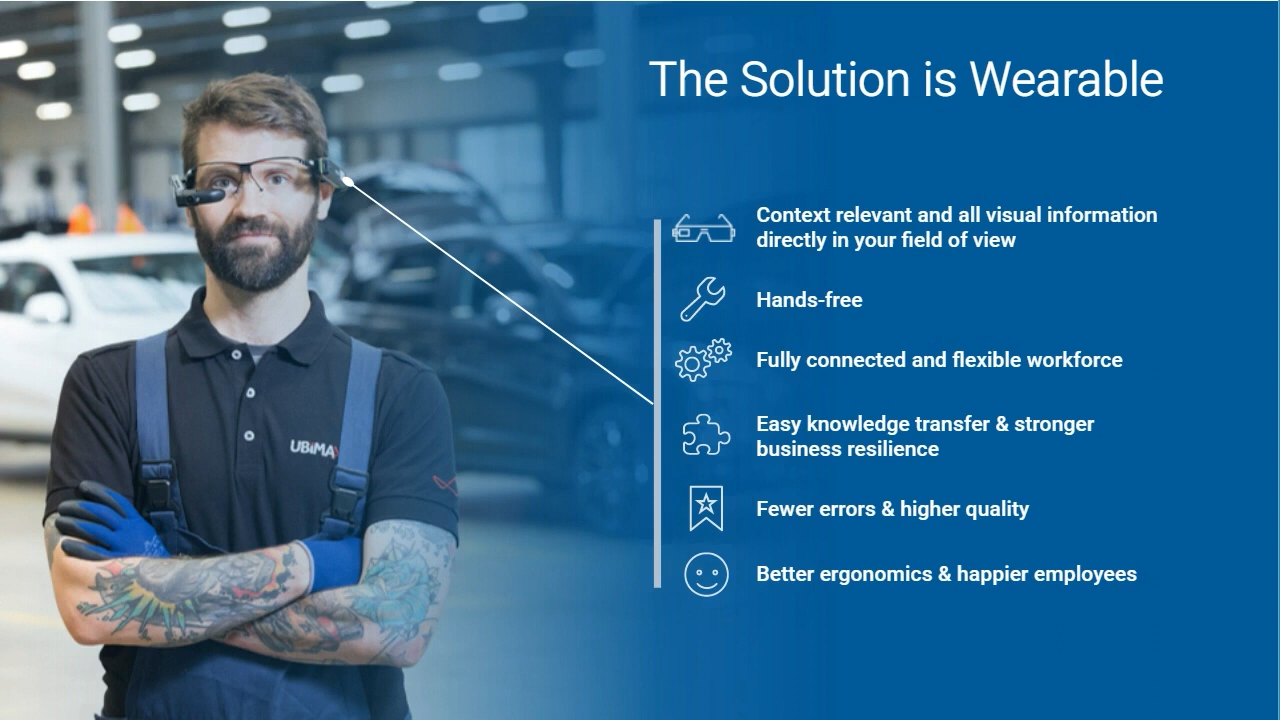 The Solution is Wearable
Context relevant and all visual information
directly in your field of view
Hands-free
Fully connected and flexible workforce
Easy knowledge transfer & stronger
business resilience
Fewer errors & higher quality
Better ergonomics & happier employees
UBIMAX